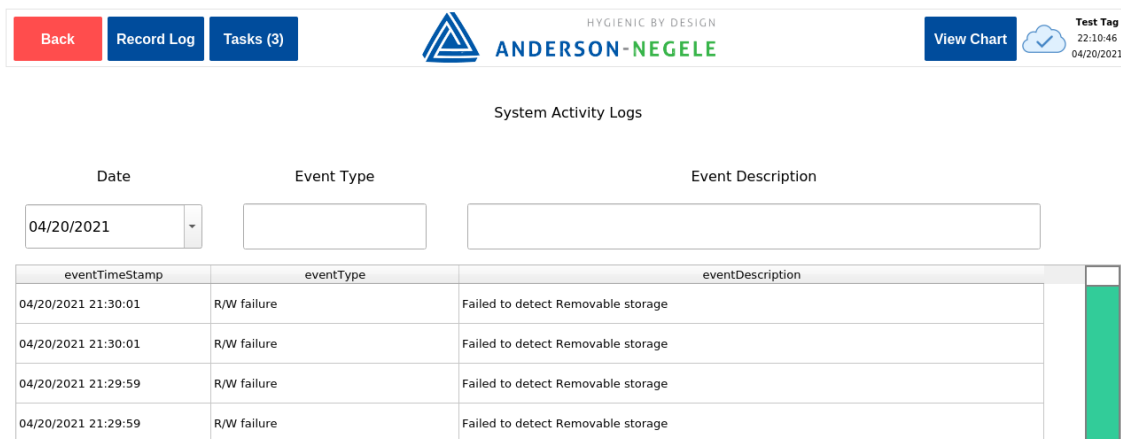 Back Record Log Tasks (3) HYGIENIC BY DESIGN
ANDERSON-NEGELE View Chart Test Tag
22:10:46
04/20/2021
System Activity Logs
Date Event Type Event Description
04/20/2021
eventTimeStamp eventType eventDescription
04/20/2021 21:30:01 R/W failure Failed to detect Removable storage
04/20/2021 21:30:01 R/W failure Failed to detect Removable storage
04/20/2021 21:29:59 R/W failure Failed to detect Removable storage
04/20/2021 21:29:59 R/W failure Failed to detect Removable storage